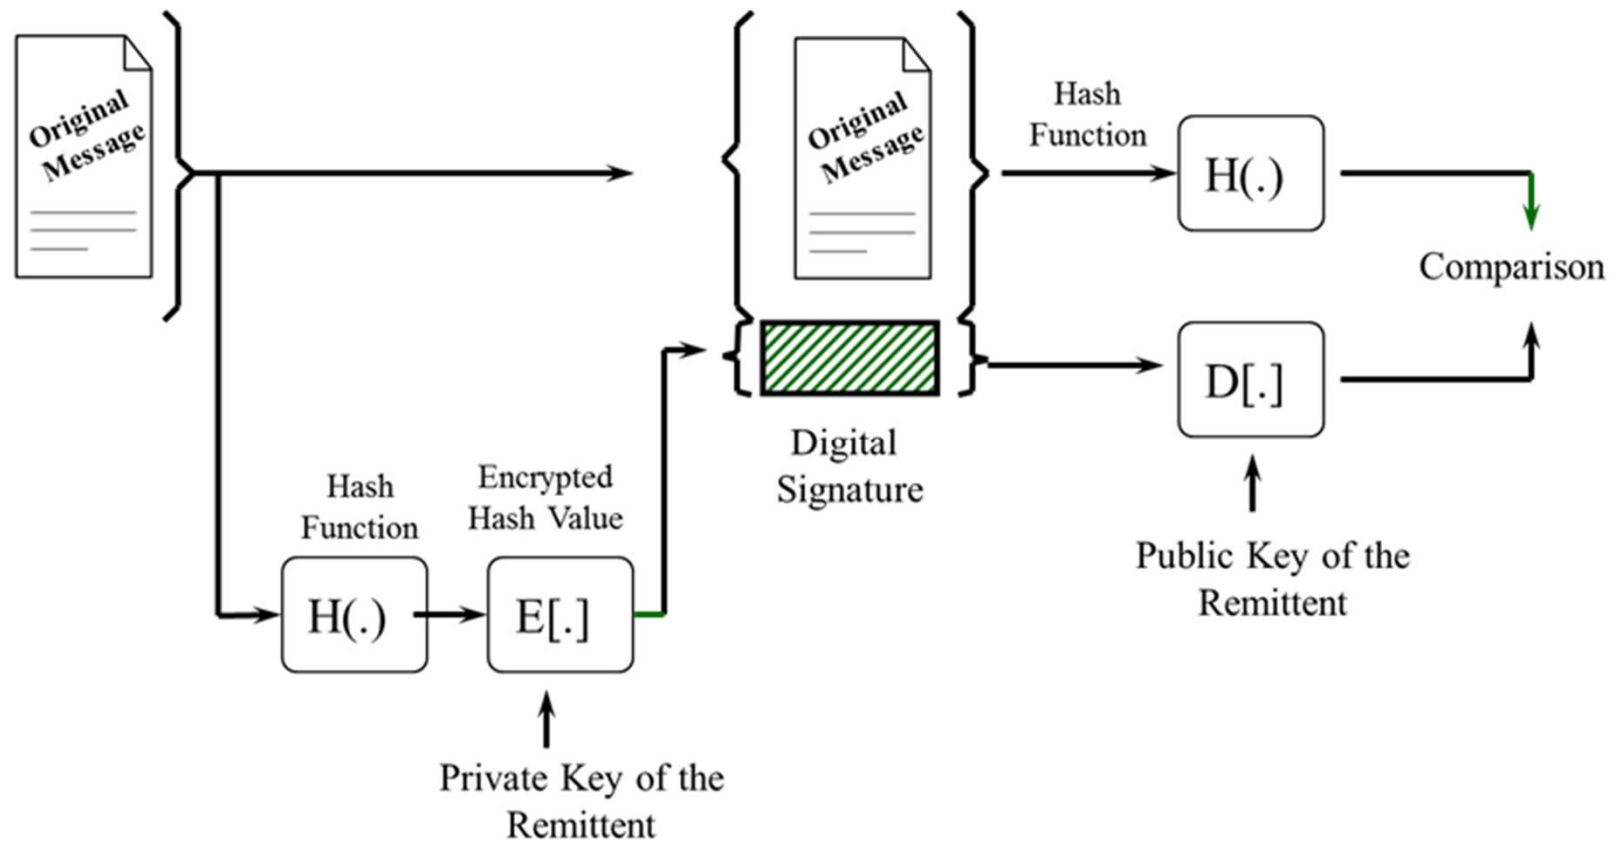 Original
Message
Original
Message
Hash
Function
H(.)
Comparison
D[.]
Digital
Signature
Public Key of the
Remittent
Hash
Function
Encrypted
Hash Value
H(.)
E[.]
Private Key of the
Remittent